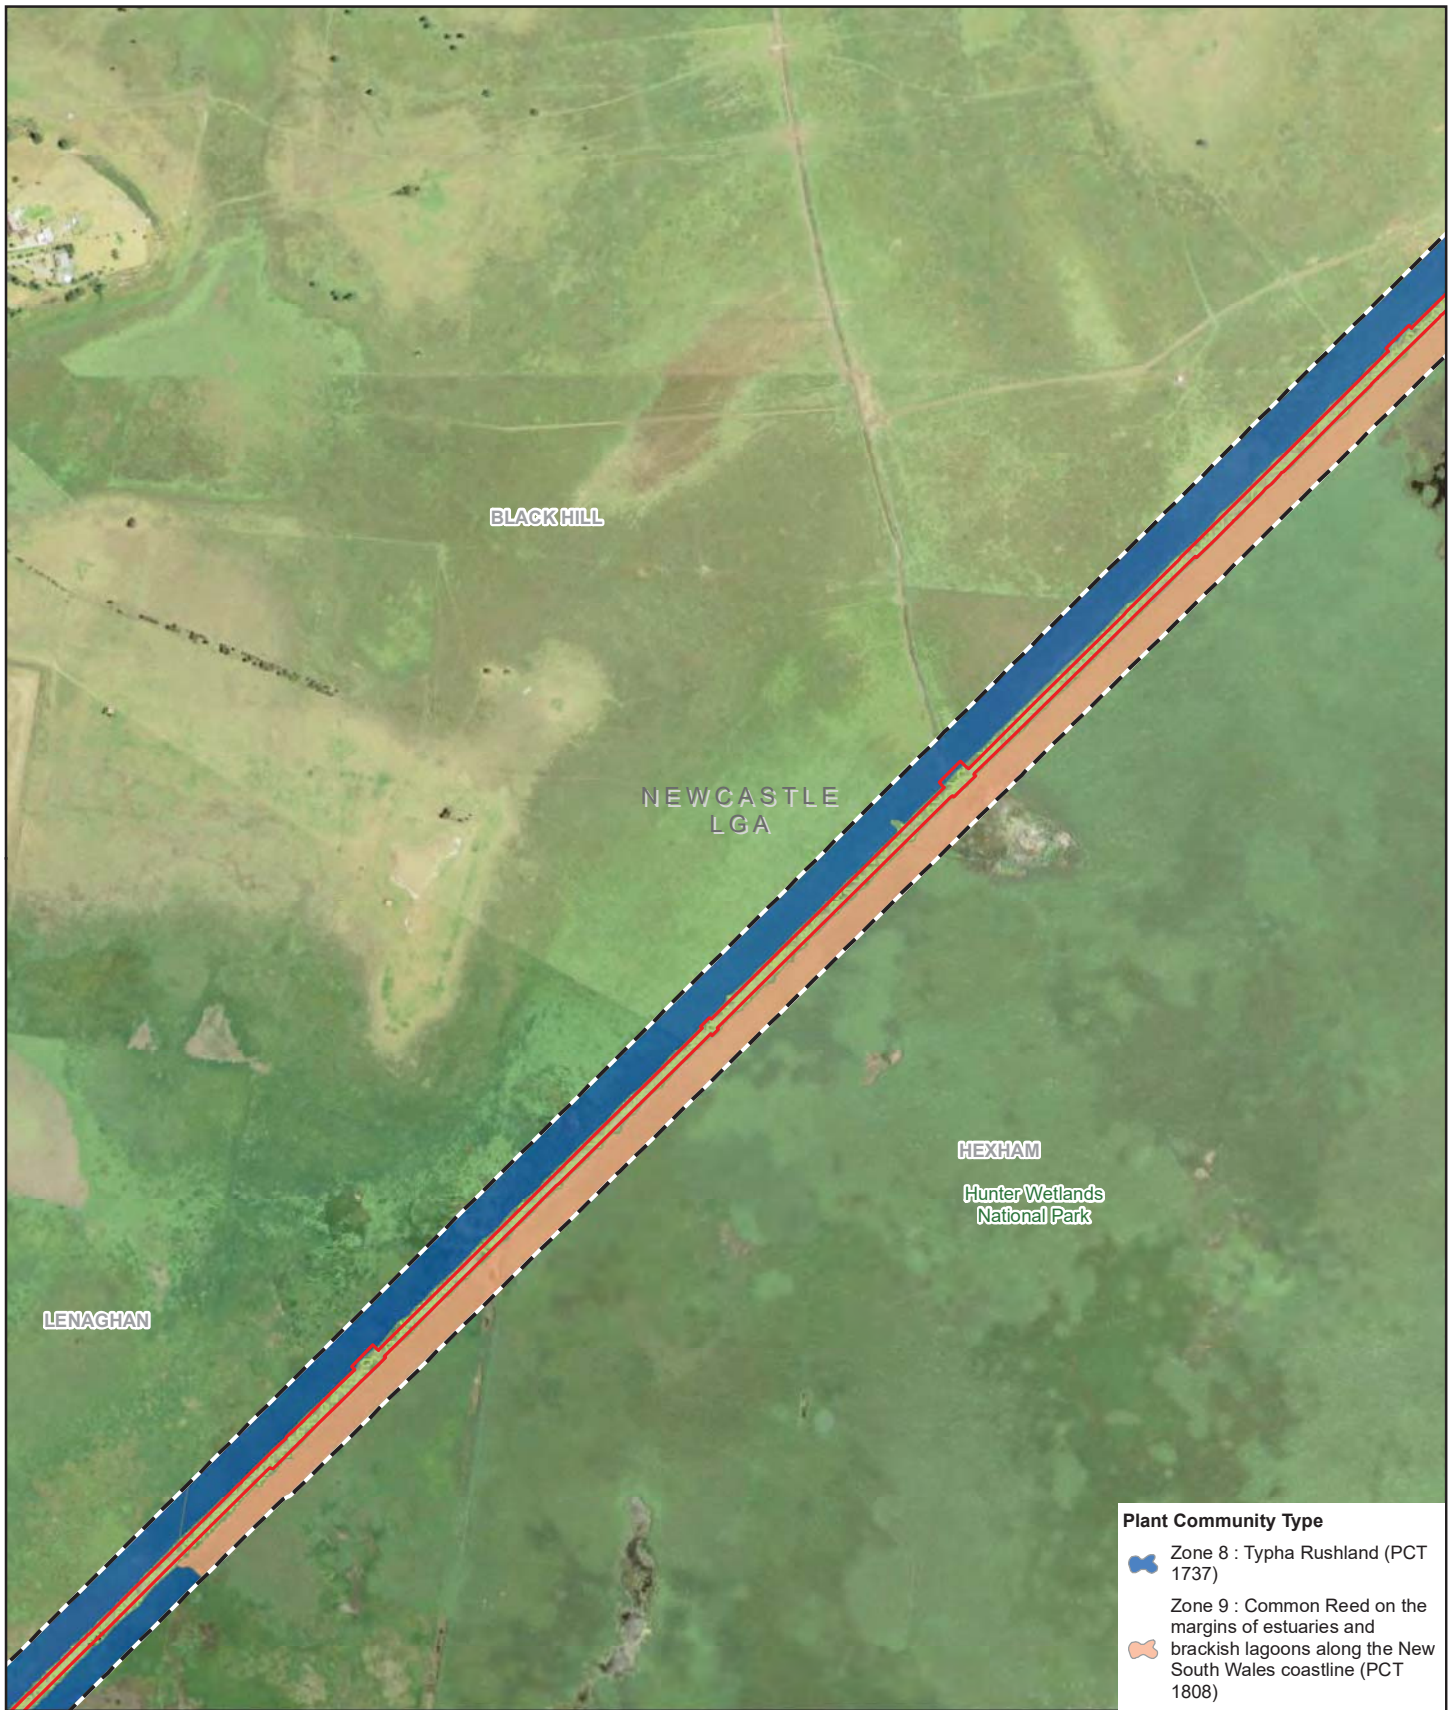 BLACK HILL
NEWCASTLE
LGA
HEXHAM
Hunter Wetlands
National Park
LENAGHAN
Plant Community Type
Zone 8 : Typha Rushland (PCT
1737)
Zone 9 : Common Reed on the
margins of estuaries and
brackish lagoons along the New
South Wales coastline (PCT
1808)